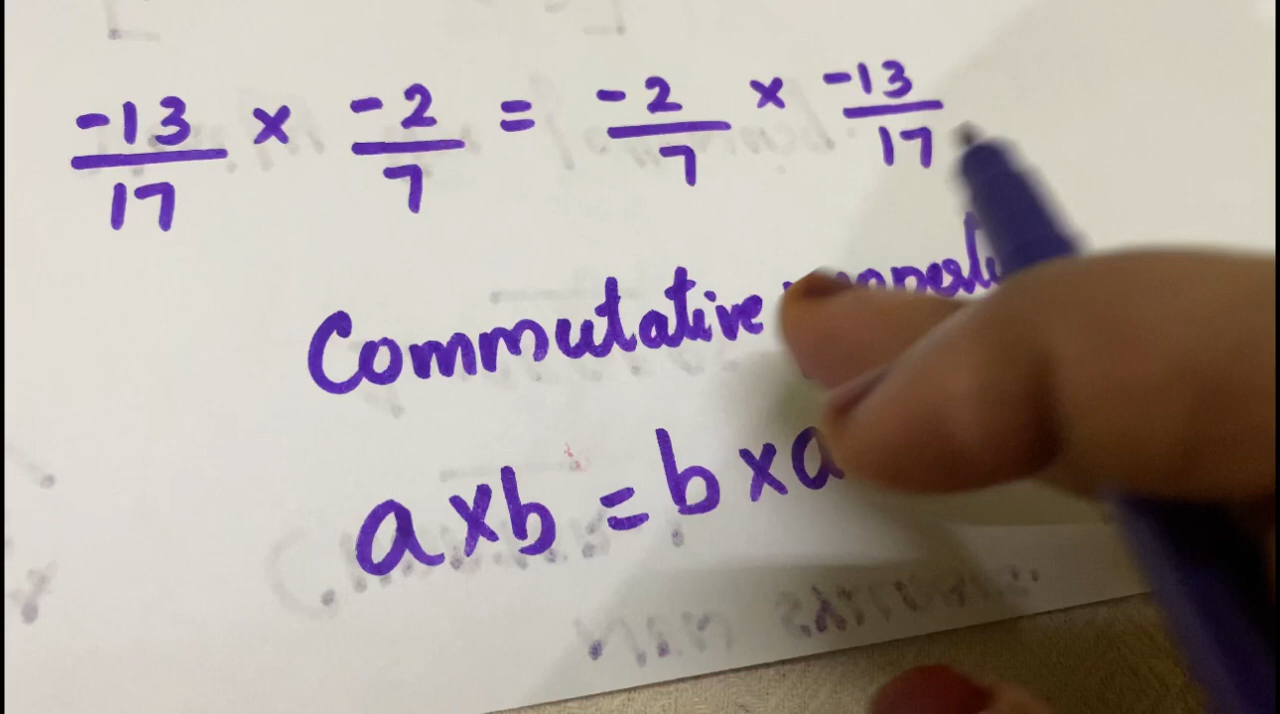 -13/17 × -2/7 = -2/7 × -13/17
Commutative
a×b = b×a